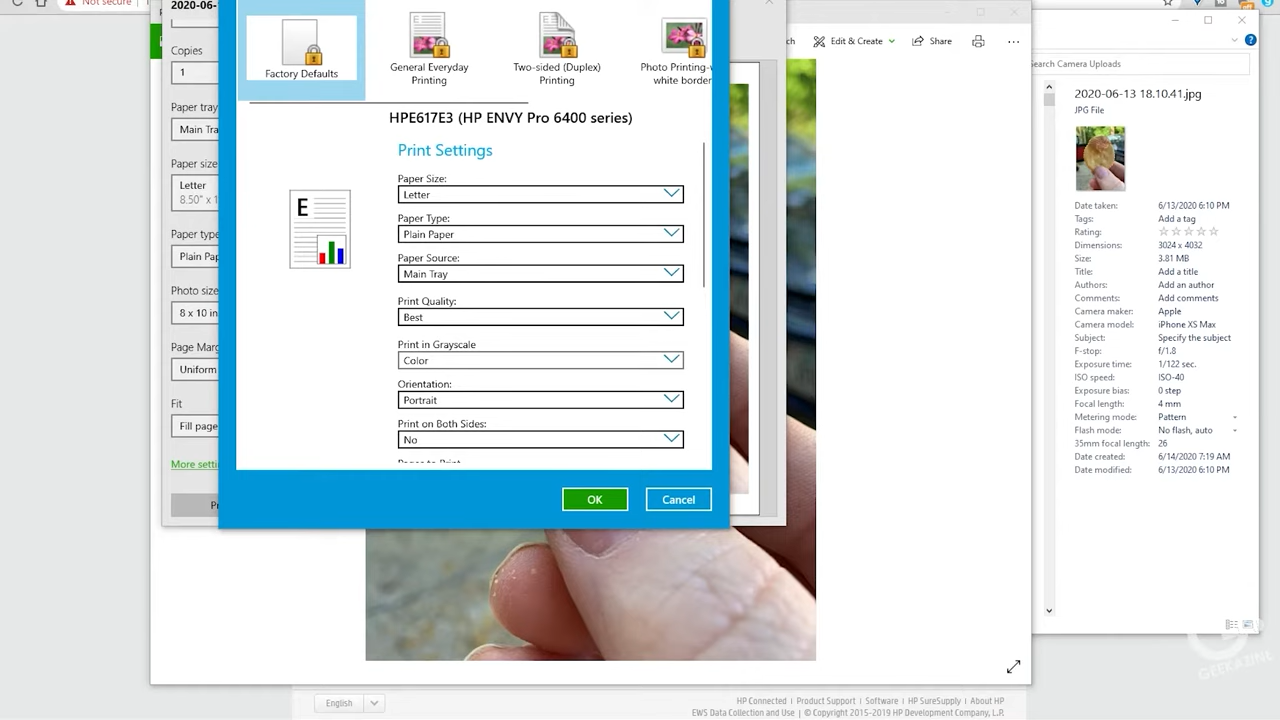 Not secure
2020-06-
Copies
1
Paper tray
Main Tra
Paper size
Letter
8.50" x 1
Paper type
Plain Pap
Photo size
8 x 10 in
Page Marg
Uniform
Fit
Fill page
More setti
Pr
Factory Defaults
General Everyday
Printing
Two-sided (Duplex)
Printing
Photo Printing-w
white border
HPE617E3 (HP ENVY Pro 6400 series)
Print Settings
Paper Size:
Letter
Paper Type:
Plain Paper
Paper Source:
Main Tray
Print Quality:
Best
Print in Grayscale
Color
Orientation:
Portrait
Print on Both Sides:
No
Pages to Print
E
OK
Cancel
ch
Edit & Create
Share
Search Camera Uploads
2020-06-13 18.10.41.jpg
JPG File
Date taken: 6/13/2020 6:10 PM
Tags: Add a tag
Rating:
Dimensions: 3024 x 4032
Size: 3.81 MB
Title: Add a title
Authors: Add an author
Comments: Add comments
Camera maker: Apple
Camera model: iPhone XS Max
Subject: Specify the subject
F-stop: f/1.8
Exposure time: 1/122 sec.
ISO speed: ISO-40
Exposure bias: 0 step
Focal length: 4 mm
Metering mode: Pattern
Flash mode: No flash, auto
35mm focal length: 26
Date created: 6/14/2020 7:19 AM
Date modified: 6/13/2020 6:10 PM
GEEKAZINE
English
HP Connected | Product Support | Software | HP SureSupply | About HP
EWS Data Collection and Use | © Copyright 2015-2019 HP Development Company, L.P.